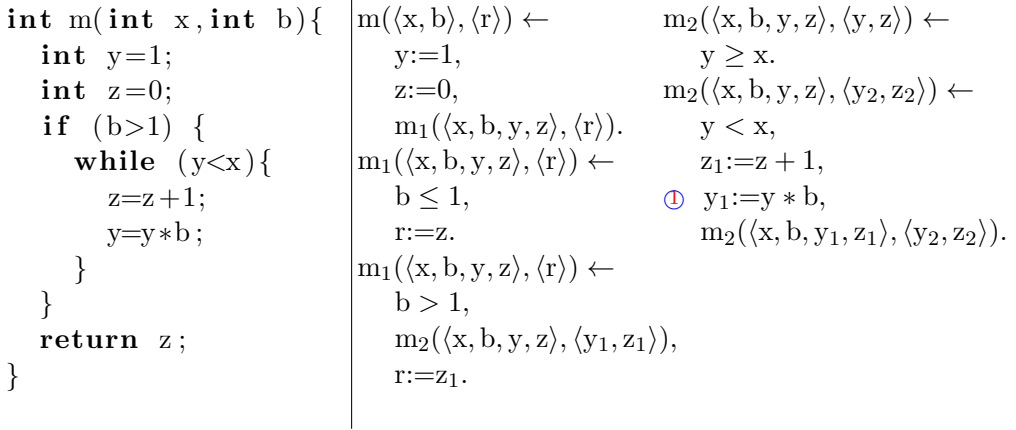 int m(int x,int b){
int y=1;
int z=0;
if (b>1) {
while (y<x){
z=z+1;
y=y*b;
}
}
return z;
}
m(⟨x, b⟩, ⟨r⟩) ←
y:=1,
z:=0,
m₁(⟨x, b, y, z⟩, ⟨r⟩).
m₁(⟨x, b, y, z⟩, ⟨r⟩) ←
b ≤ 1,
r:=z.
m₁(⟨x, b, y, z⟩, ⟨r⟩) ←
b > 1,
m₂(⟨x, b, y, z⟩, ⟨y₁, z₁⟩),
r:=z₁.
m₂(⟨x, b, y, z⟩, ⟨y, z⟩) ←
y ≥ x.
m₂(⟨x, b, y, z⟩, ⟨y₂, z₂⟩) ←
y < x,
z₁:=z + 1,
① y₁:=y * b,
m₂(⟨x, b, y₁, z₁⟩, ⟨y₂, z₂⟩).